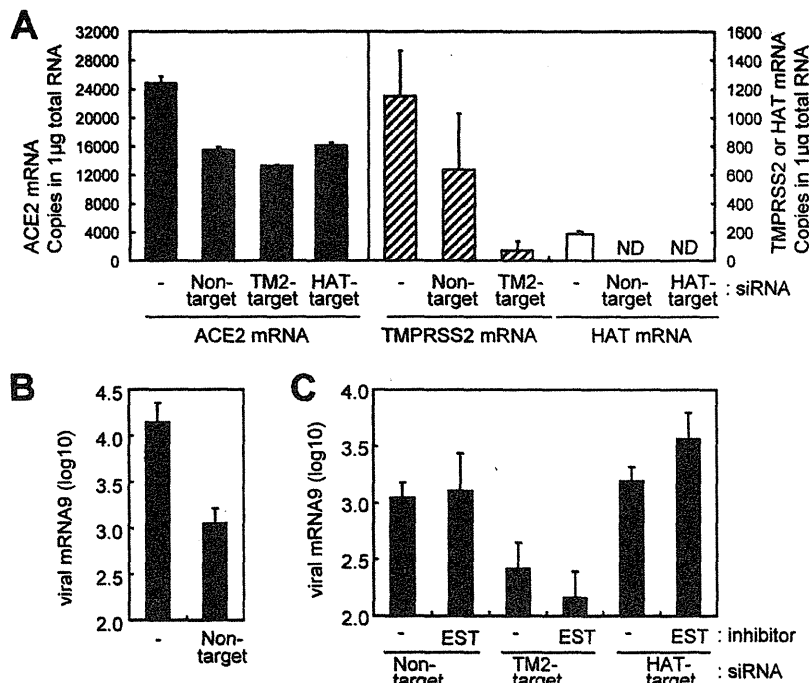 A
ACE2 mRNA
Copies in 1µg total RNA
32000
28000
24000
20000
16000
12000
8000
4000
0
1600
1400
1200
1000
800
600
400
200
0
TMPRSS2 or HAT mRNA
Copies in 1µg total RNA
ND ND
- Non-target TM2-target HAT-target - Non-target TM2-target - Non-target HAT-target : siRNA
ACE2 mRNA TMPRSS2 mRNA HAT mRNA
B
viral mRNA9 (log10)
4.5
4.0
3.5
3.0
2.5
2.0
- Non-target
C
viral mRNA9 (log10)
4.0
3.5
3.0
2.5
2.0
- EST - EST - EST : inhibitor
Non-target TM2-target HAT-target : siRNA